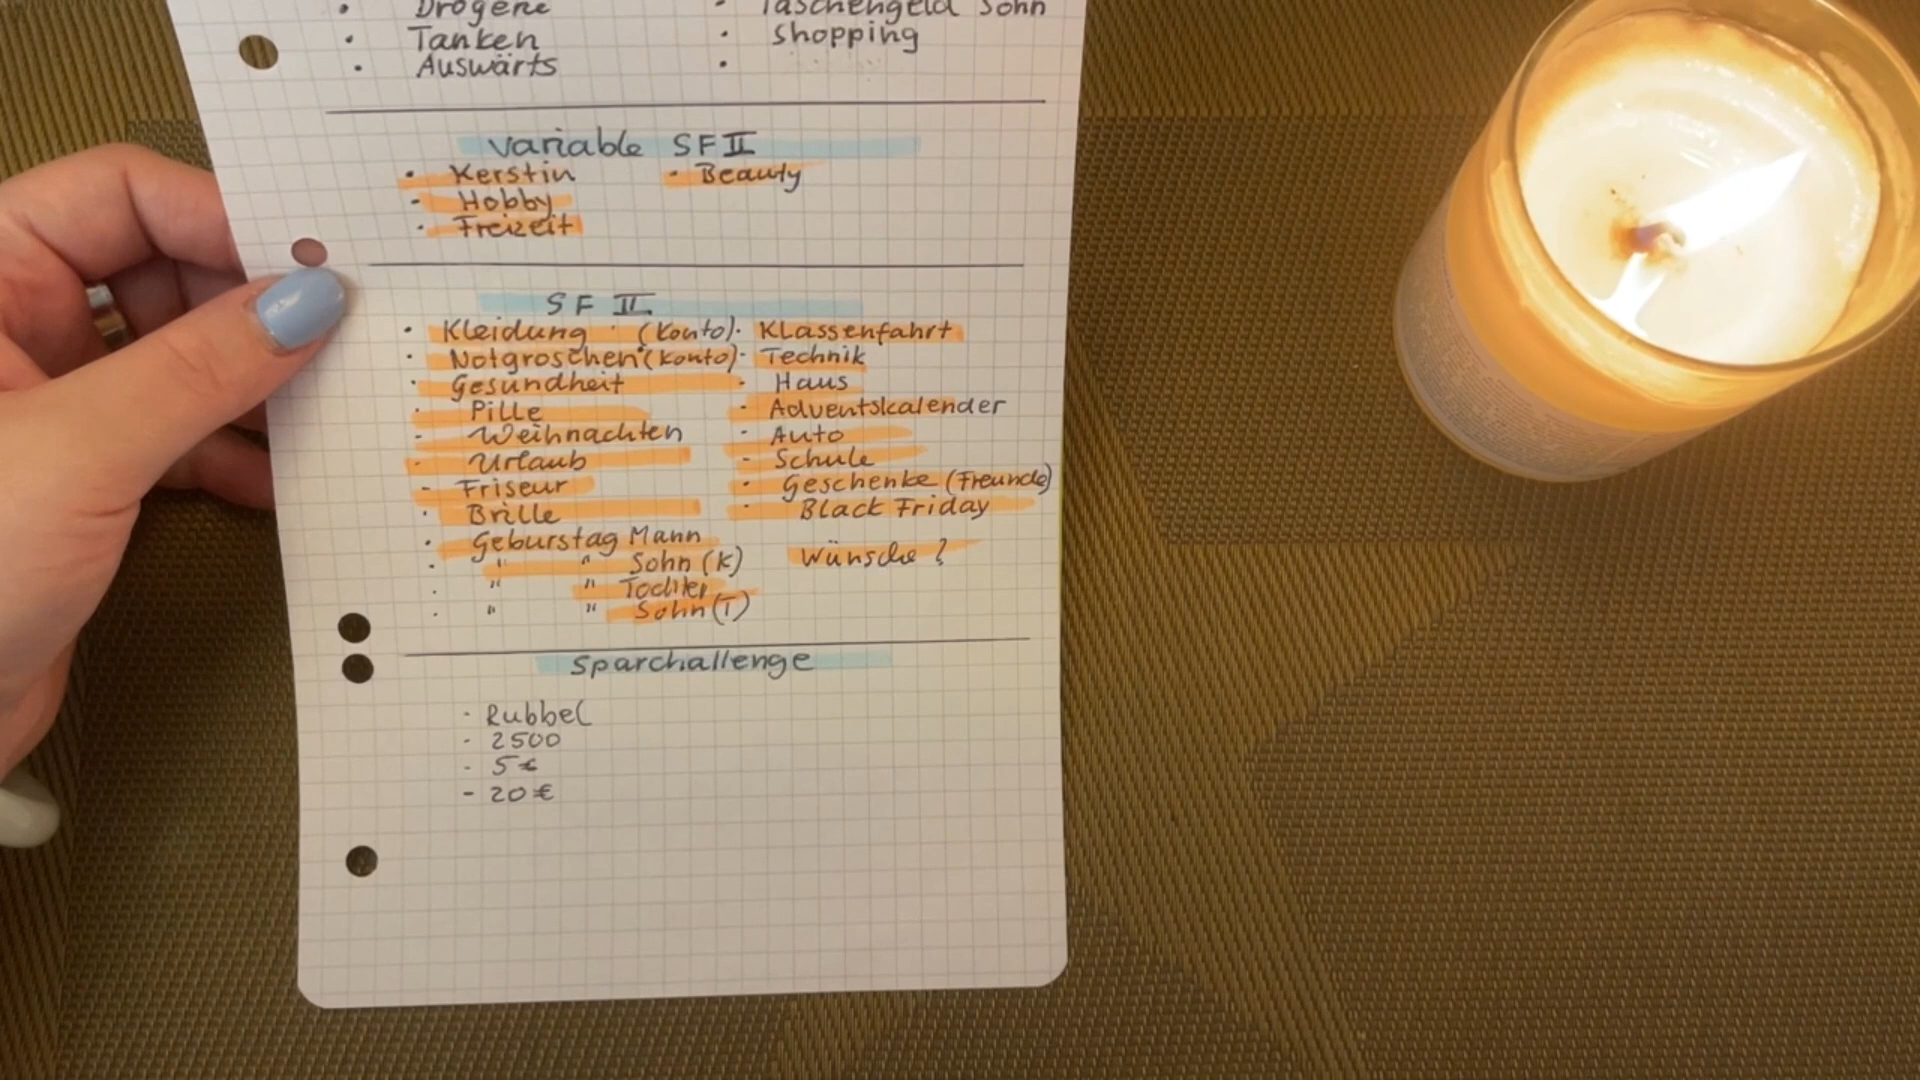 Drogerie · Taschengeld Sohn
· Tanken · Shopping
· Auswärts ·
variable SF II
· Kerstin · Beauty
· Hobby
· Freizeit
SF II
· Kleidung (Konto) · Klassenfahrt
· Notgroschen (Konto) · Technik
· Gesundheit · Haus
· Pille · Adventskalender
- Weihnachten · Auto
- Urlaub - Schule
- Friseur · Geschenke (Freunde)
· Brille · Black Friday
· Geburstag Mann
· " " Sohn (K) Wünsche ?
· " " Tochter
· " " Sohn (T)
Sparchallenge
- Rubbel
- 2500
- 5€
- 20€